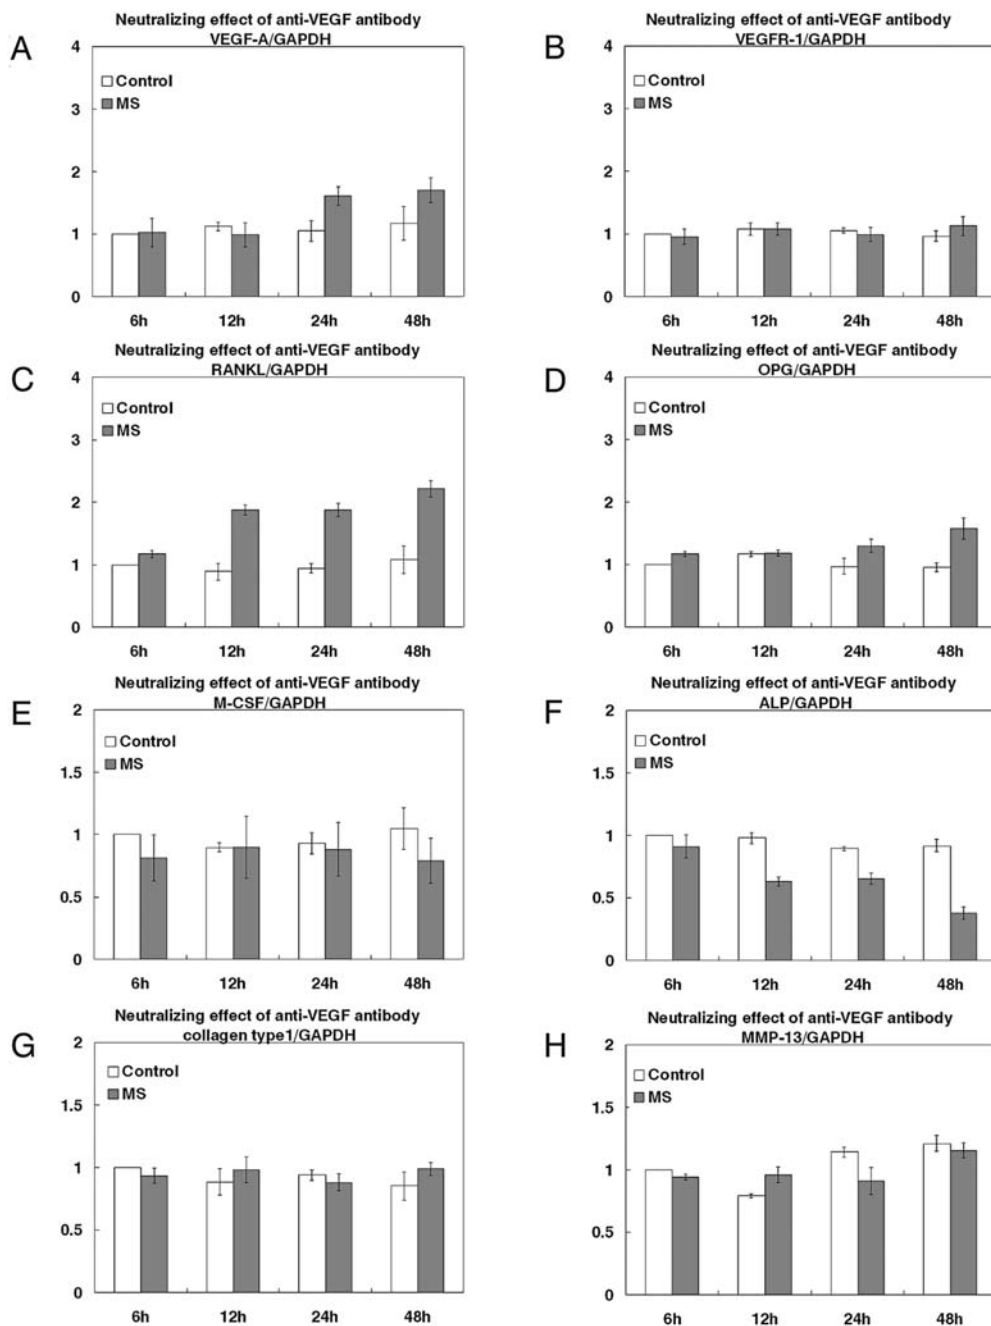 A
Neutralizing effect of anti-VEGF antibody
VEGF-A/GAPDH
4
3
2
1
0
Control
MS
6h 12h 24h 48h
B
Neutralizing effect of anti-VEGF antibody
VEGFR-1/GAPDH
4
3
2
1
0
Control
MS
6h 12h 24h 48h
C
Neutralizing effect of anti-VEGF antibody
RANKL/GAPDH
4
3
2
1
0
Control
MS
6h 12h 24h 48h
D
Neutralizing effect of anti-VEGF antibody
OPG/GAPDH
4
3
2
1
0
Control
MS
6h 12h 24h 48h
E
Neutralizing effect of anti-VEGF antibody
M-CSF/GAPDH
2
1.5
1
0.5
0
Control
MS
6h 12h 24h 48h
F
Neutralizing effect of anti-VEGF antibody
ALP/GAPDH
2
1.5
1
0.5
0
Control
MS
6h 12h 24h 48h
G
Neutralizing effect of anti-VEGF antibody
collagen type1/GAPDH
2
1.5
1
0.5
0
Control
MS
6h 12h 24h 48h
H
Neutralizing effect of anti-VEGF antibody
MMP-13/GAPDH
2
1.5
1
0.5
0
Control
MS
6h 12h 24h 48h